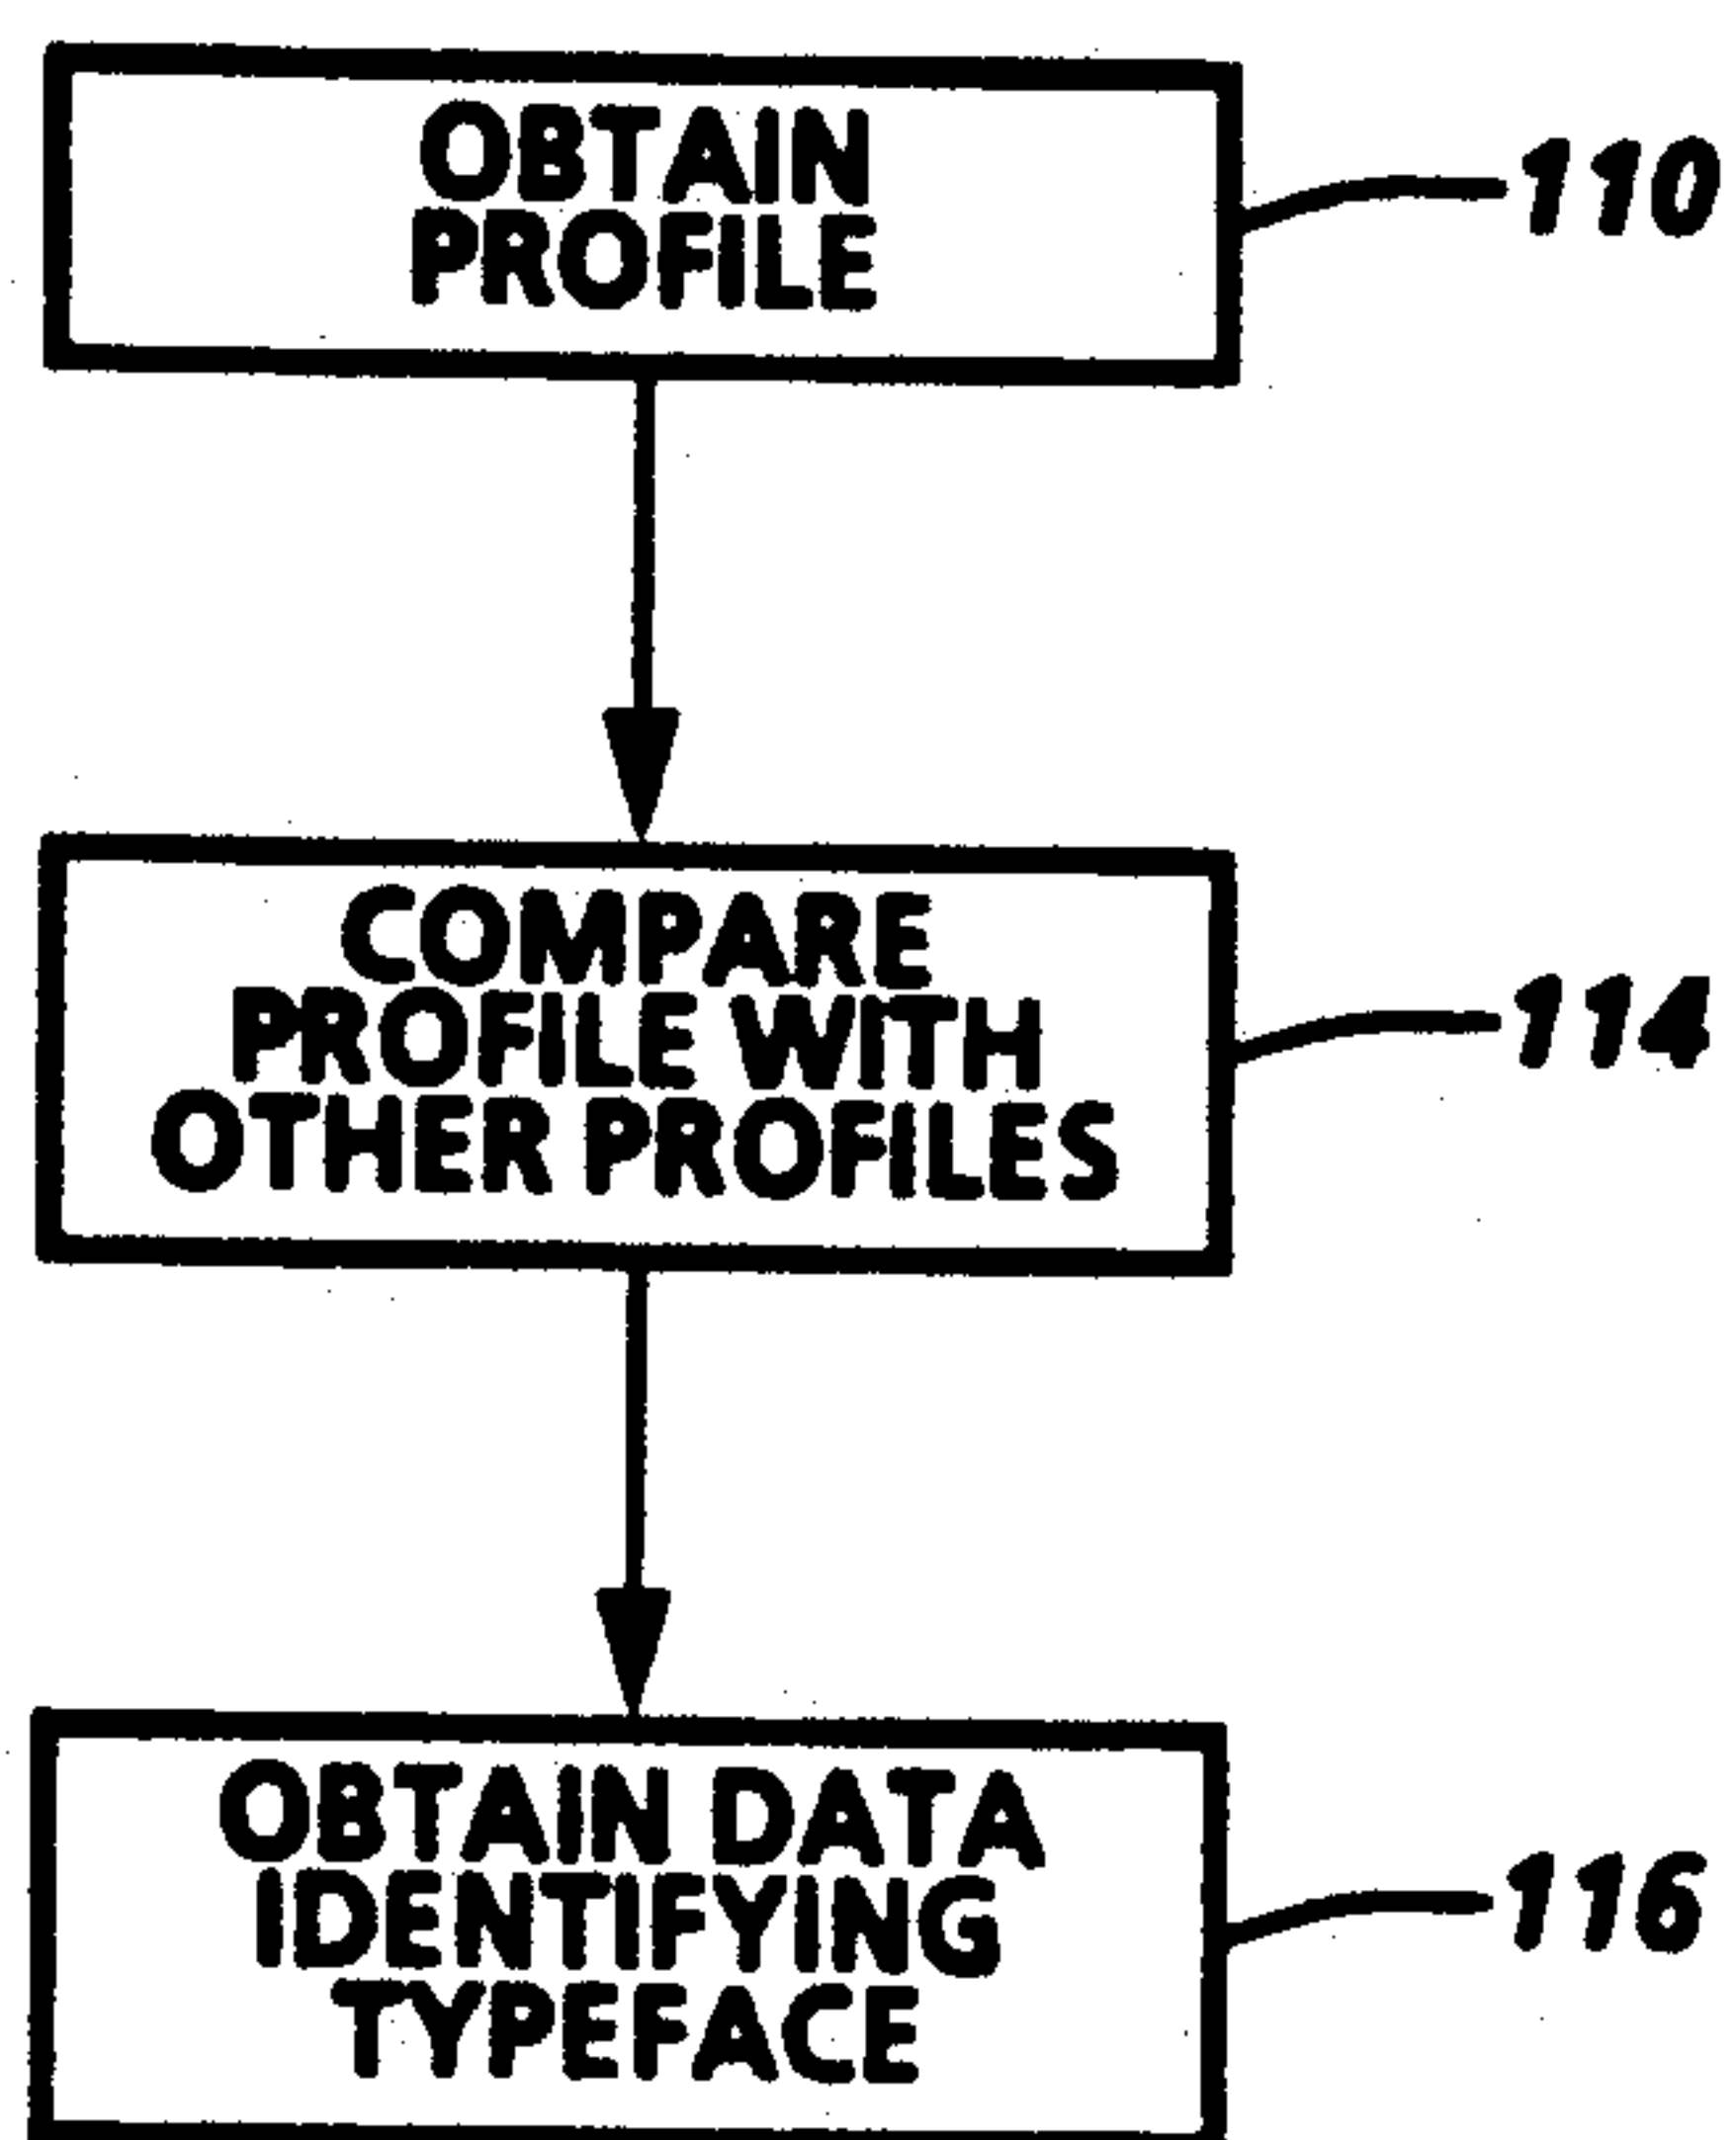 OBTAIN
PROFILE
110
COMPARE
PROFILE WITH
OTHER PROFILES
114
OBTAIN DATA
IDENTIFYING
TYPEFACE
116